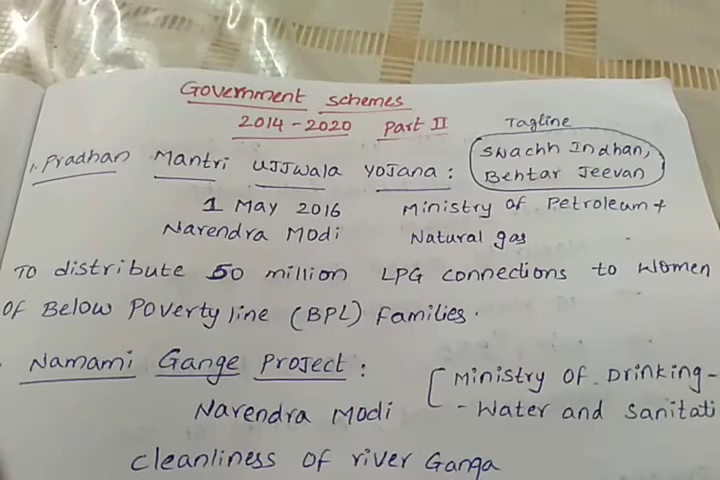 Government schemes
2014-2020 Part II
Tagline
1. Pradhan Mantri UJJwala Yojana :
Swachh Indhan,
Behtar Jeevan
1 May 2016 Ministry of Petroleum +
Narendra Modi Natural gas
To distribute 50 million LPG connections to women
Of Below Poverty line (BPL) families.
Namami Gange Project :
[Ministry of Drinking-
Narendra Modi -Water and Sanitati
cleanliness of river Ganga